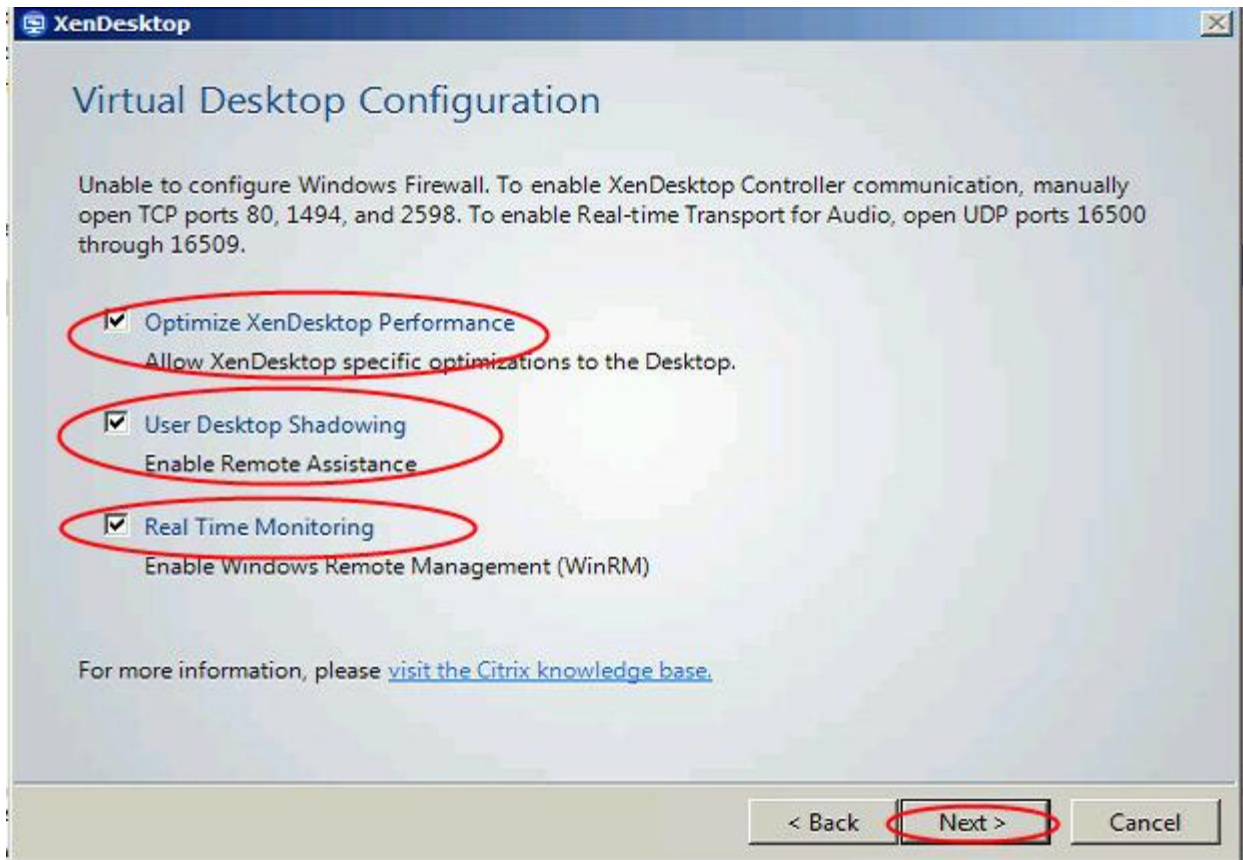 XenDesktop
Virtual Desktop Configuration
Unable to configure Windows Firewall. To enable XenDesktop Controller communication, manually
open TCP ports 80, 1494, and 2598. To enable Real-time Transport for Audio, open UDP ports 16500
through 16509.
Optimize XenDesktop Performance
Allow XenDesktop specific optimizations to the Desktop.
User Desktop Shadowing
Enable Remote Assistance
Real Time Monitoring
Enable Windows Remote Management (WinRM)
For more information, please visit the Citrix knowledge base.
< Back Next > Cancel